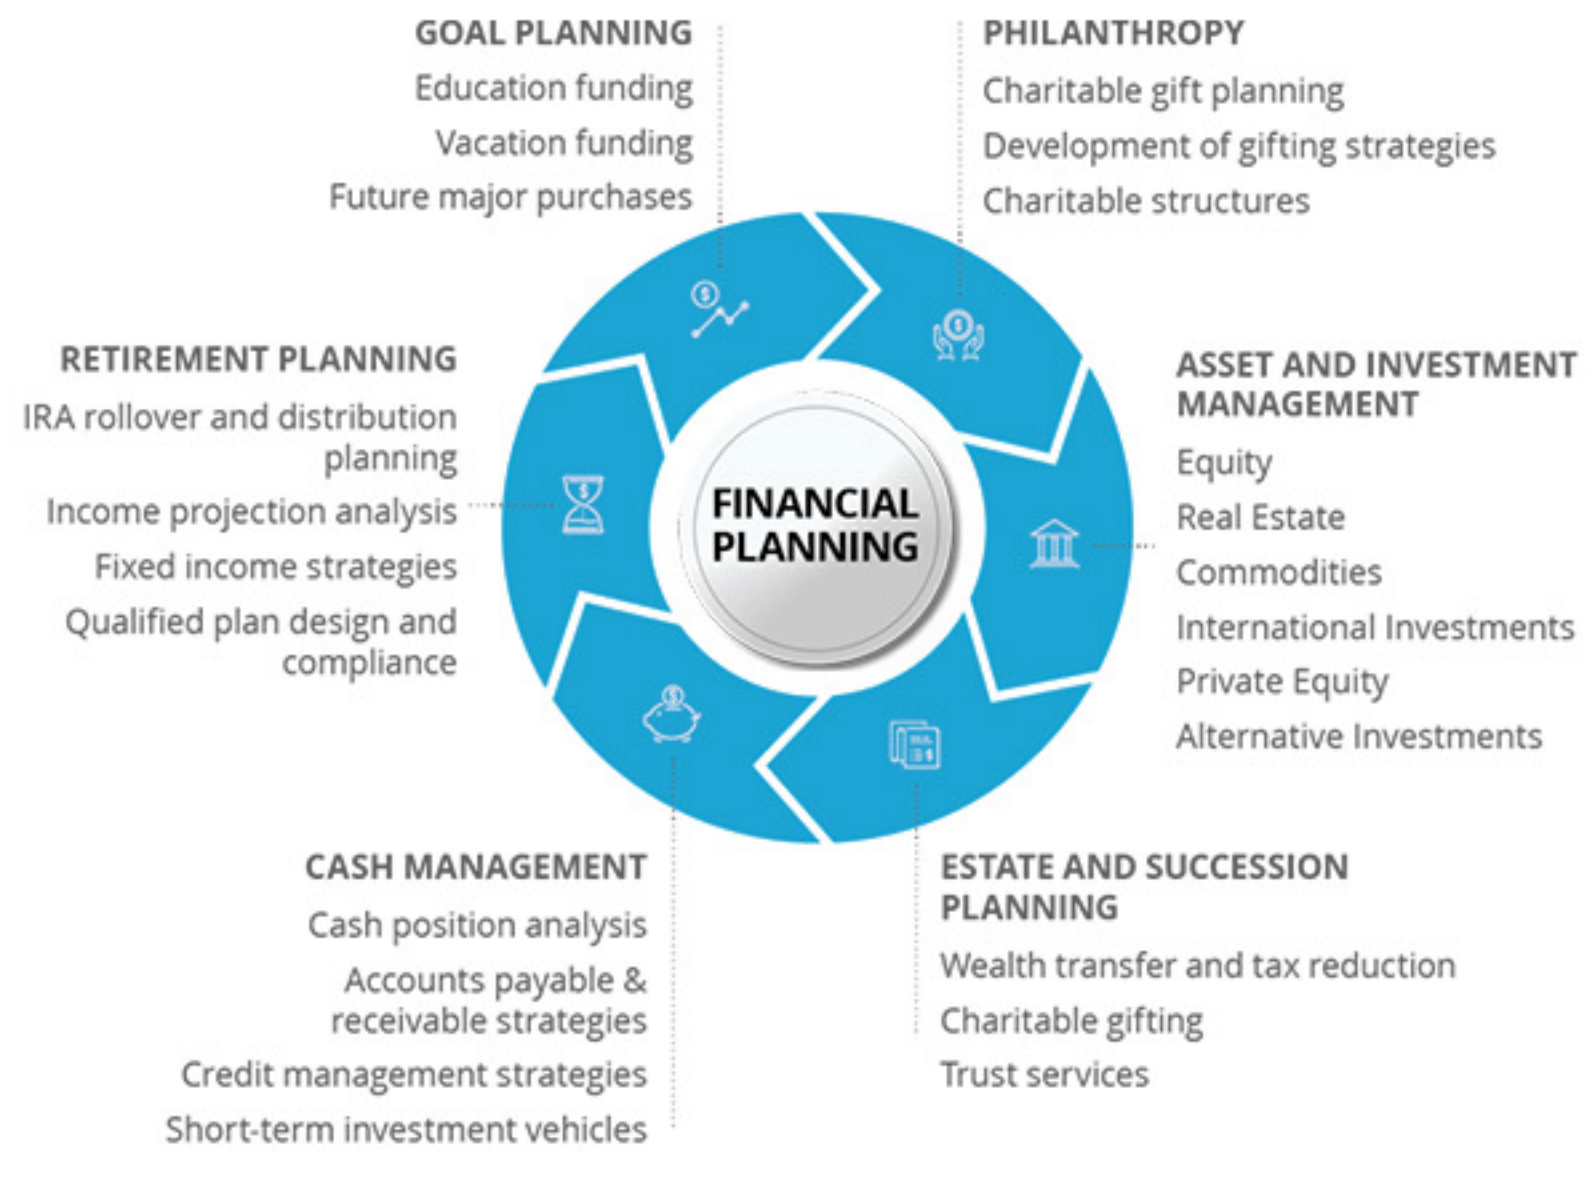 GOAL PLANNING
Education funding
Vacation funding
Future major purchases
PHILANTHROPY
Charitable gift planning
Development of gifting strategies
Charitable structures
RETIREMENT PLANNING
IRA rollover and distribution
planning
Income projection analysis
Fixed income strategies
Qualified plan design and
compliance
FINANCIAL
PLANNING
ASSET AND INVESTMENT
MANAGEMENT
Equity
Real Estate
Commodities
International Investments
Private Equity
Alternative Investments
CASH MANAGEMENT
Cash position analysis
Accounts payable &
receivable strategies
Credit management strategies
Short-term investment vehicles
ESTATE AND SUCCESSION
PLANNING
Wealth transfer and tax reduction
Charitable gifting
Trust services